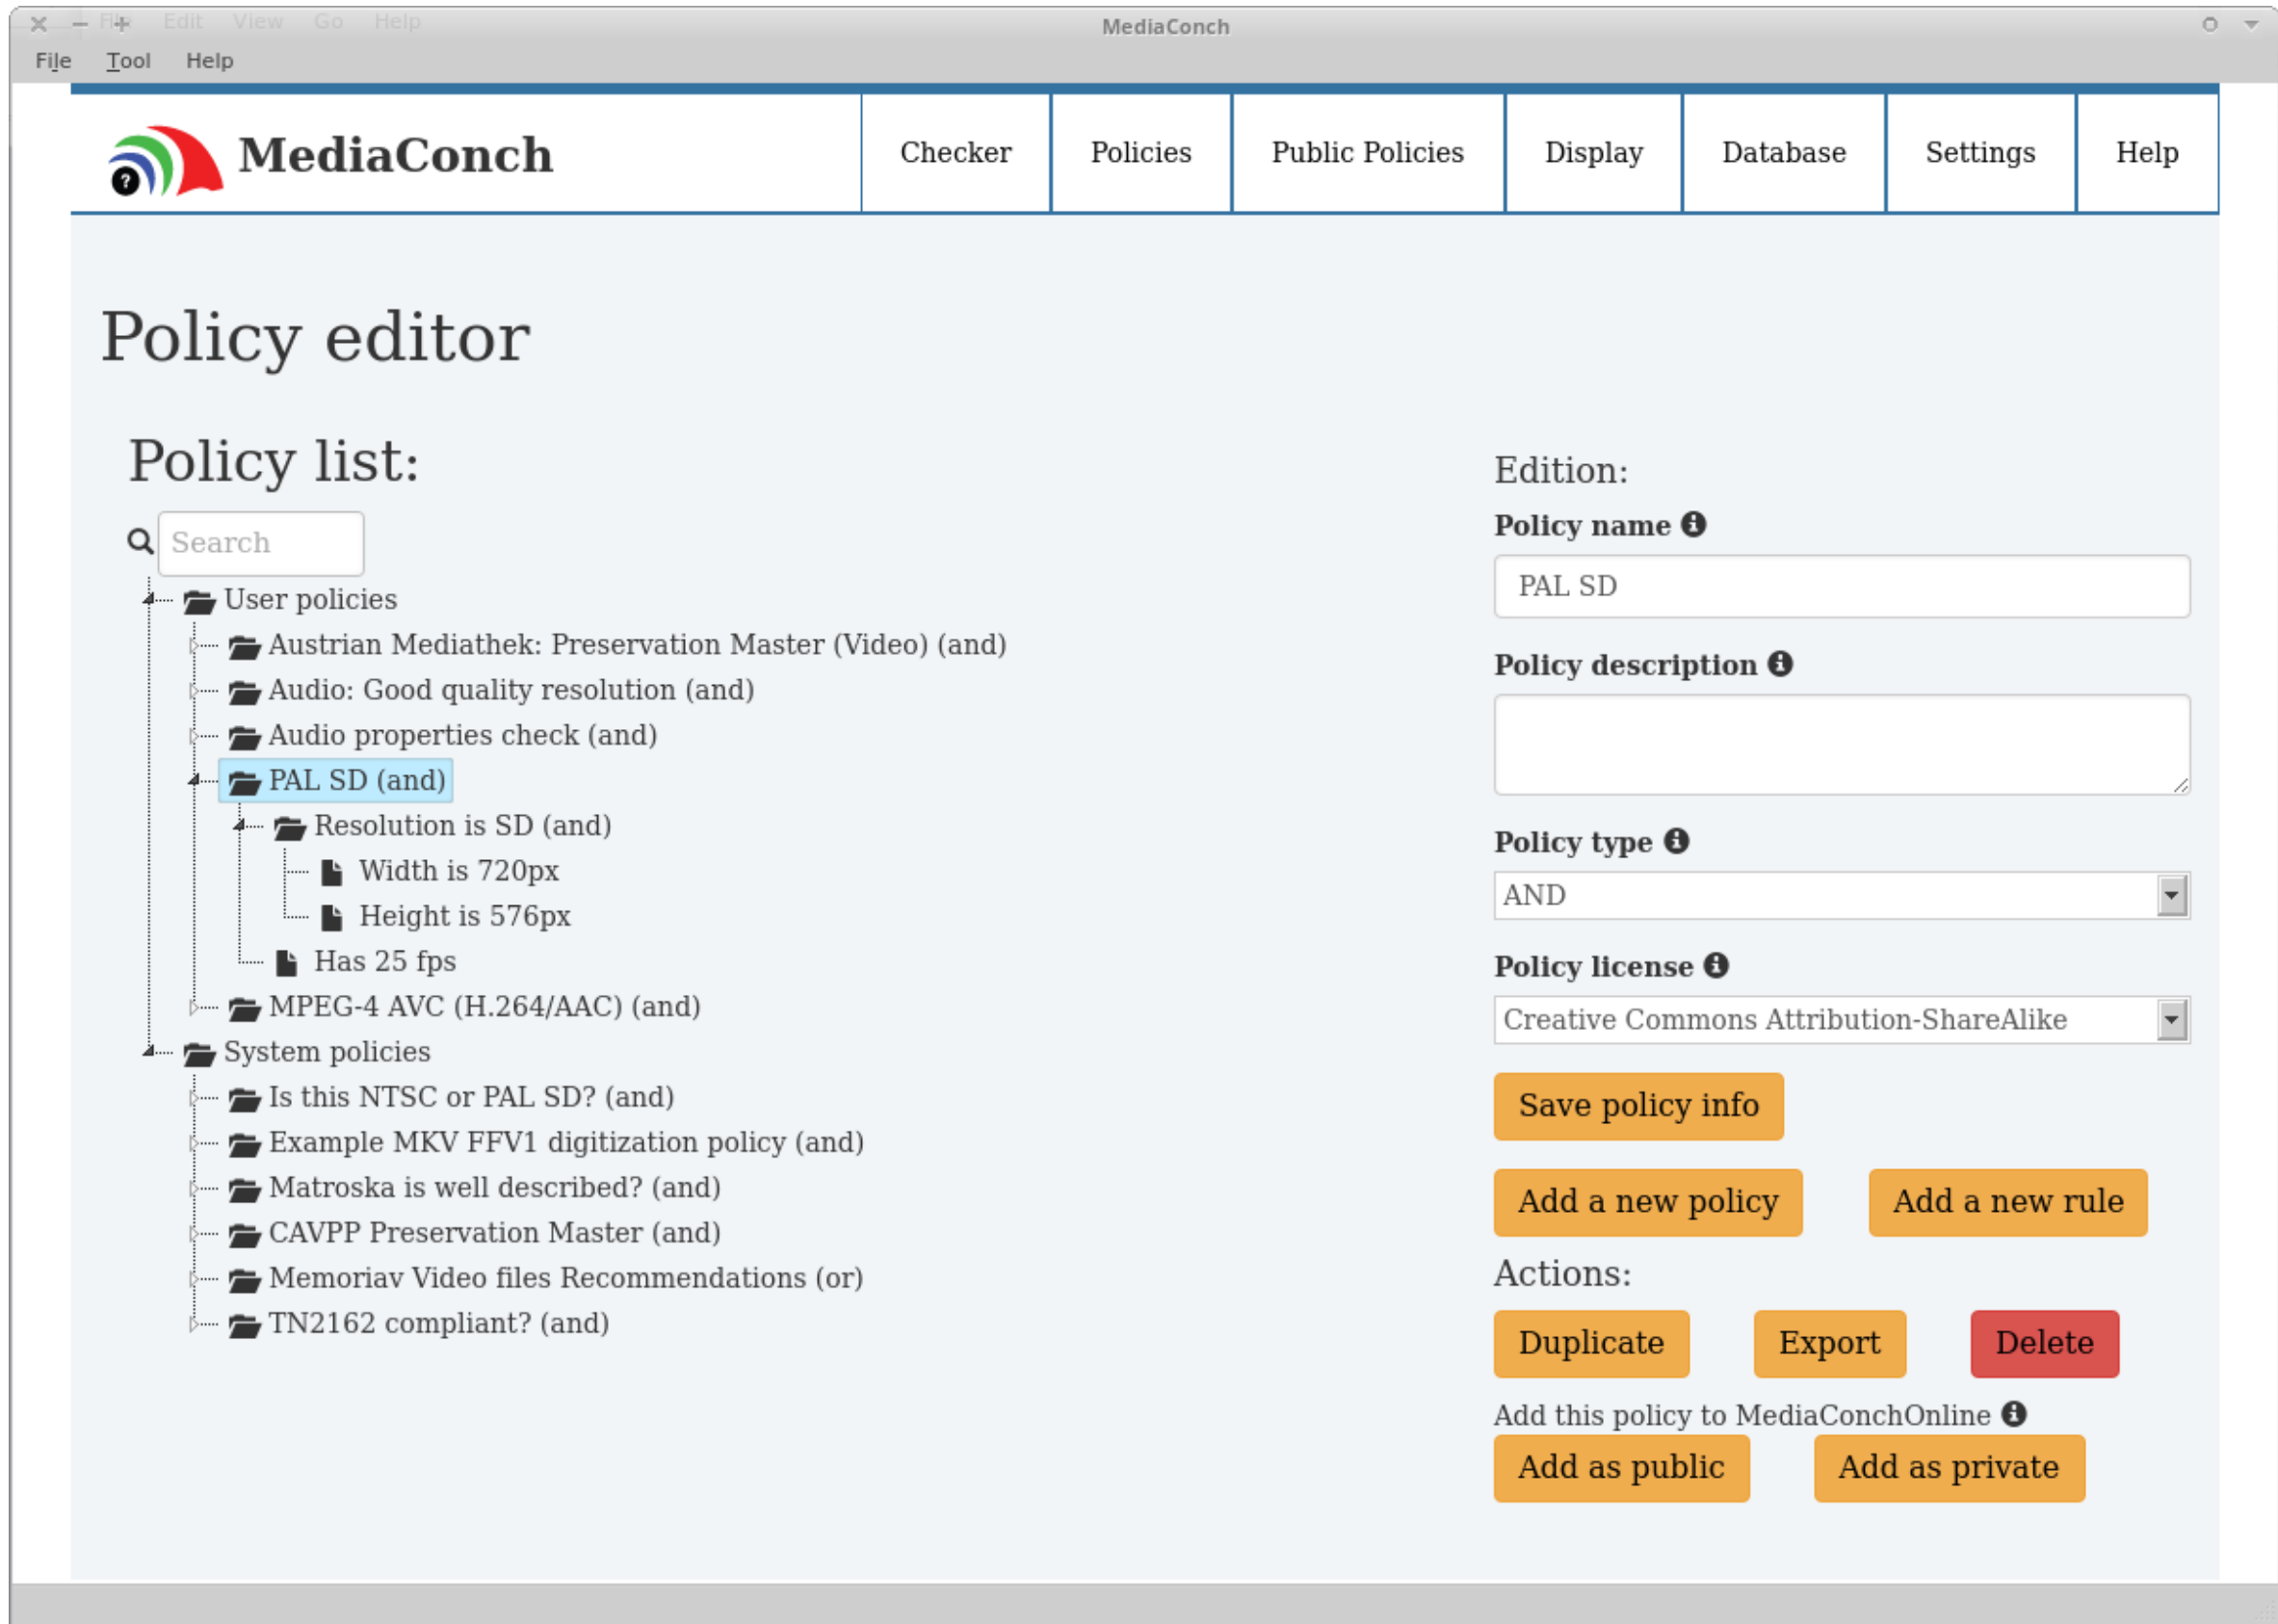 File Edit View Go Help
MediaConch
File Tool Help
MediaConch
Checker
Policies
Public Policies
Display
Database
Settings
Help
Policy editor
Policy list:
Search
User policies
Austrian Mediathek: Preservation Master (Video) (and)
Audio: Good quality resolution (and)
Audio properties check (and)
PAL SD (and)
Resolution is SD (and)
Width is 720px
Height is 576px
Has 25 fps
MPEG-4 AVC (H.264/AAC) (and)
System policies
Is this NTSC or PAL SD? (and)
Example MKV FFV1 digitization policy (and)
Matroska is well described? (and)
CAVPP Preservation Master (and)
Memoriav Video files Recommendations (or)
TN2162 compliant? (and)
Edition:
Policy name
PAL SD
Policy description
Policy type
AND
Policy license
Creative Commons Attribution-ShareAlike
Save policy info
Add a new policy
Add a new rule
Actions:
Duplicate
Export
Delete
Add this policy to MediaConchOnline
Add as public
Add as private